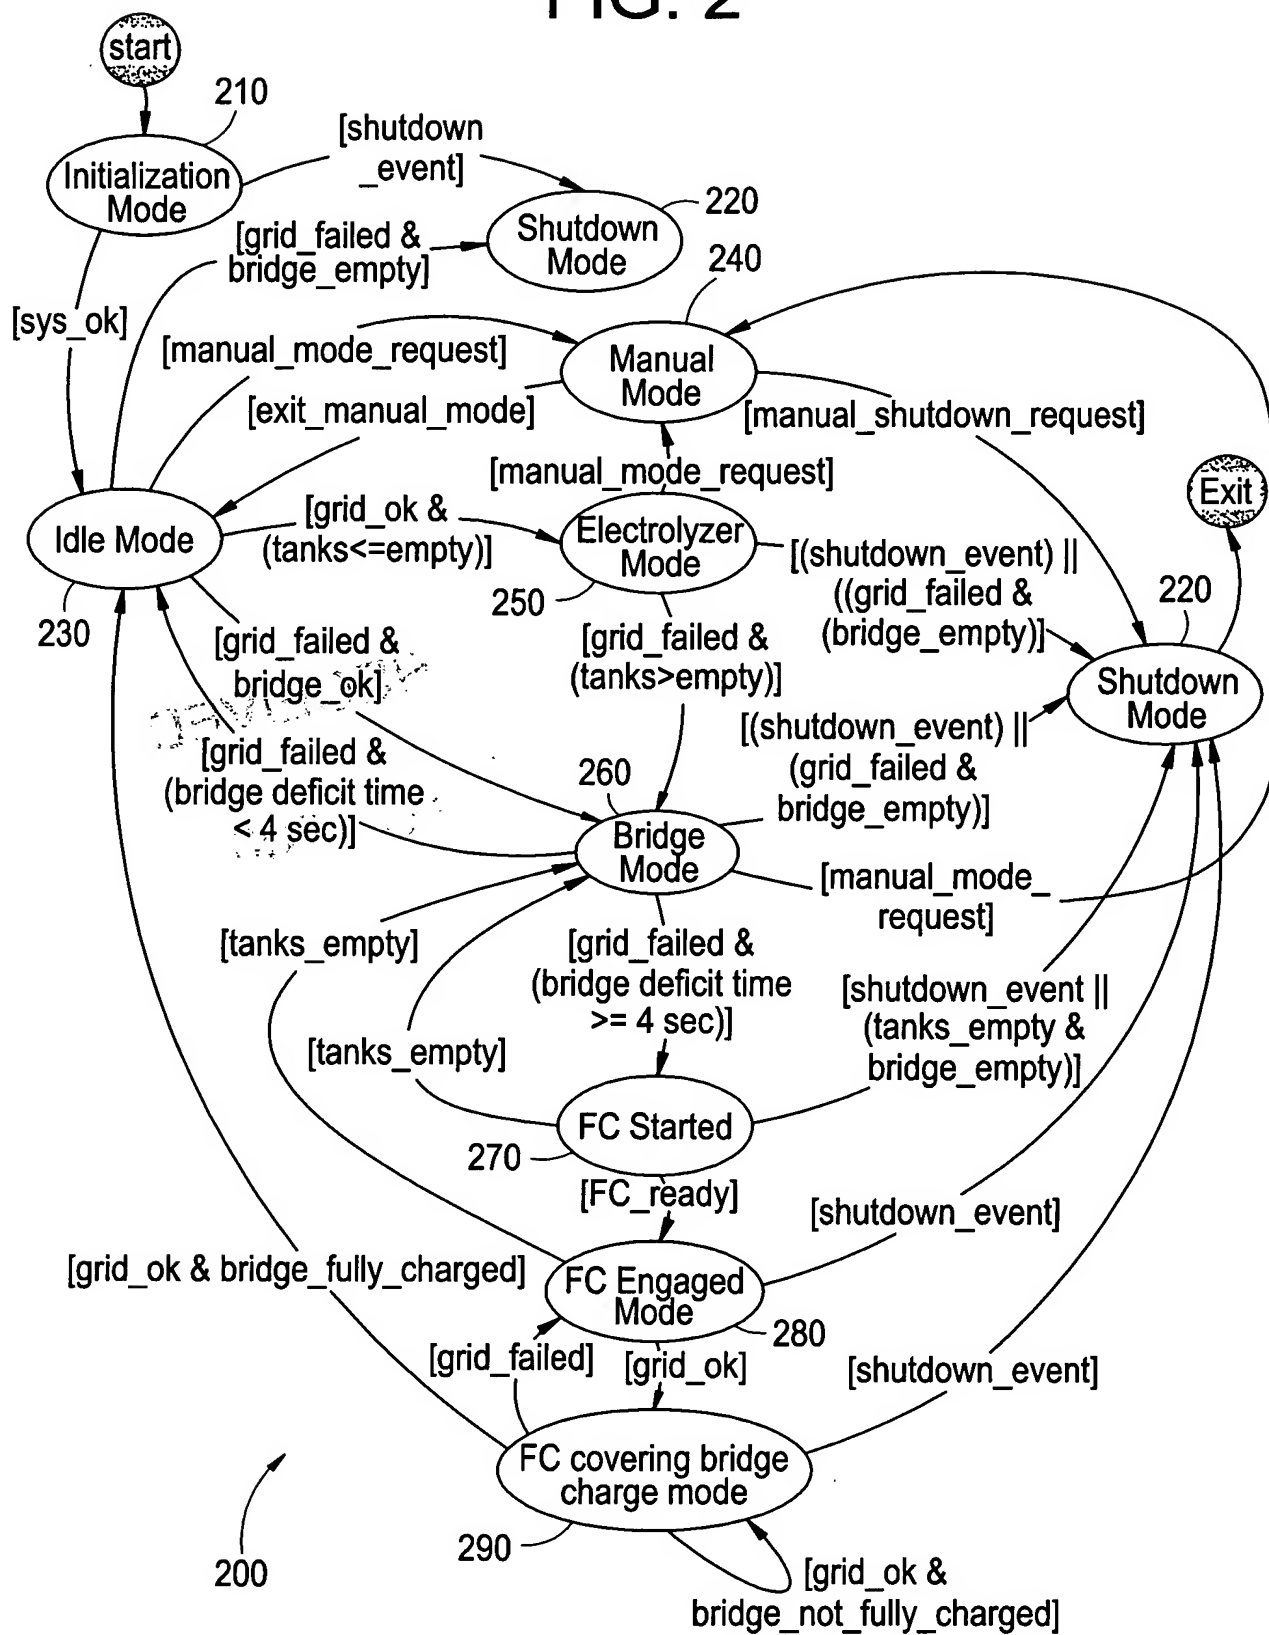 FIG. 2
start
210
[shutdown
_event]
Initialization
Mode
220
Shutdown
Mode
[grid_failed &
bridge_empty]
240
[sys_ok]
[manual_mode_request]
Manual
Mode
[exit_manual_mode]
[manual_shutdown_request]
[manual_mode_request]
Exit
Idle Mode
230
[grid_ok &
(tanks<=empty)]
Electrolyzer
Mode
250
[(shutdown_event) ||
((grid_failed &
(bridge_empty)]
220
Shutdown
Mode
[grid_failed &
bridge_ok]
[grid_failed &
(tanks>empty)]
[(shutdown_event) ||
(grid_failed &
bridge_empty)]
[grid_failed &
(bridge deficit time
< 4 sec)]
260
Bridge
Mode
[manual_mode_
request]
[tanks_empty]
[grid_failed &
(bridge deficit time
>= 4 sec)]
[shutdown_event ||
(tanks_empty &
bridge_empty)]
[tanks_empty]
FC Started
270
[FC_ready]
[shutdown_event]
[grid_ok & bridge_fully_charged]
FC Engaged
Mode
280
[grid_failed]
[grid_ok]
[shutdown_event]
FC covering bridge
charge mode
290
200
[grid_ok &
bridge_not_fully_charged]